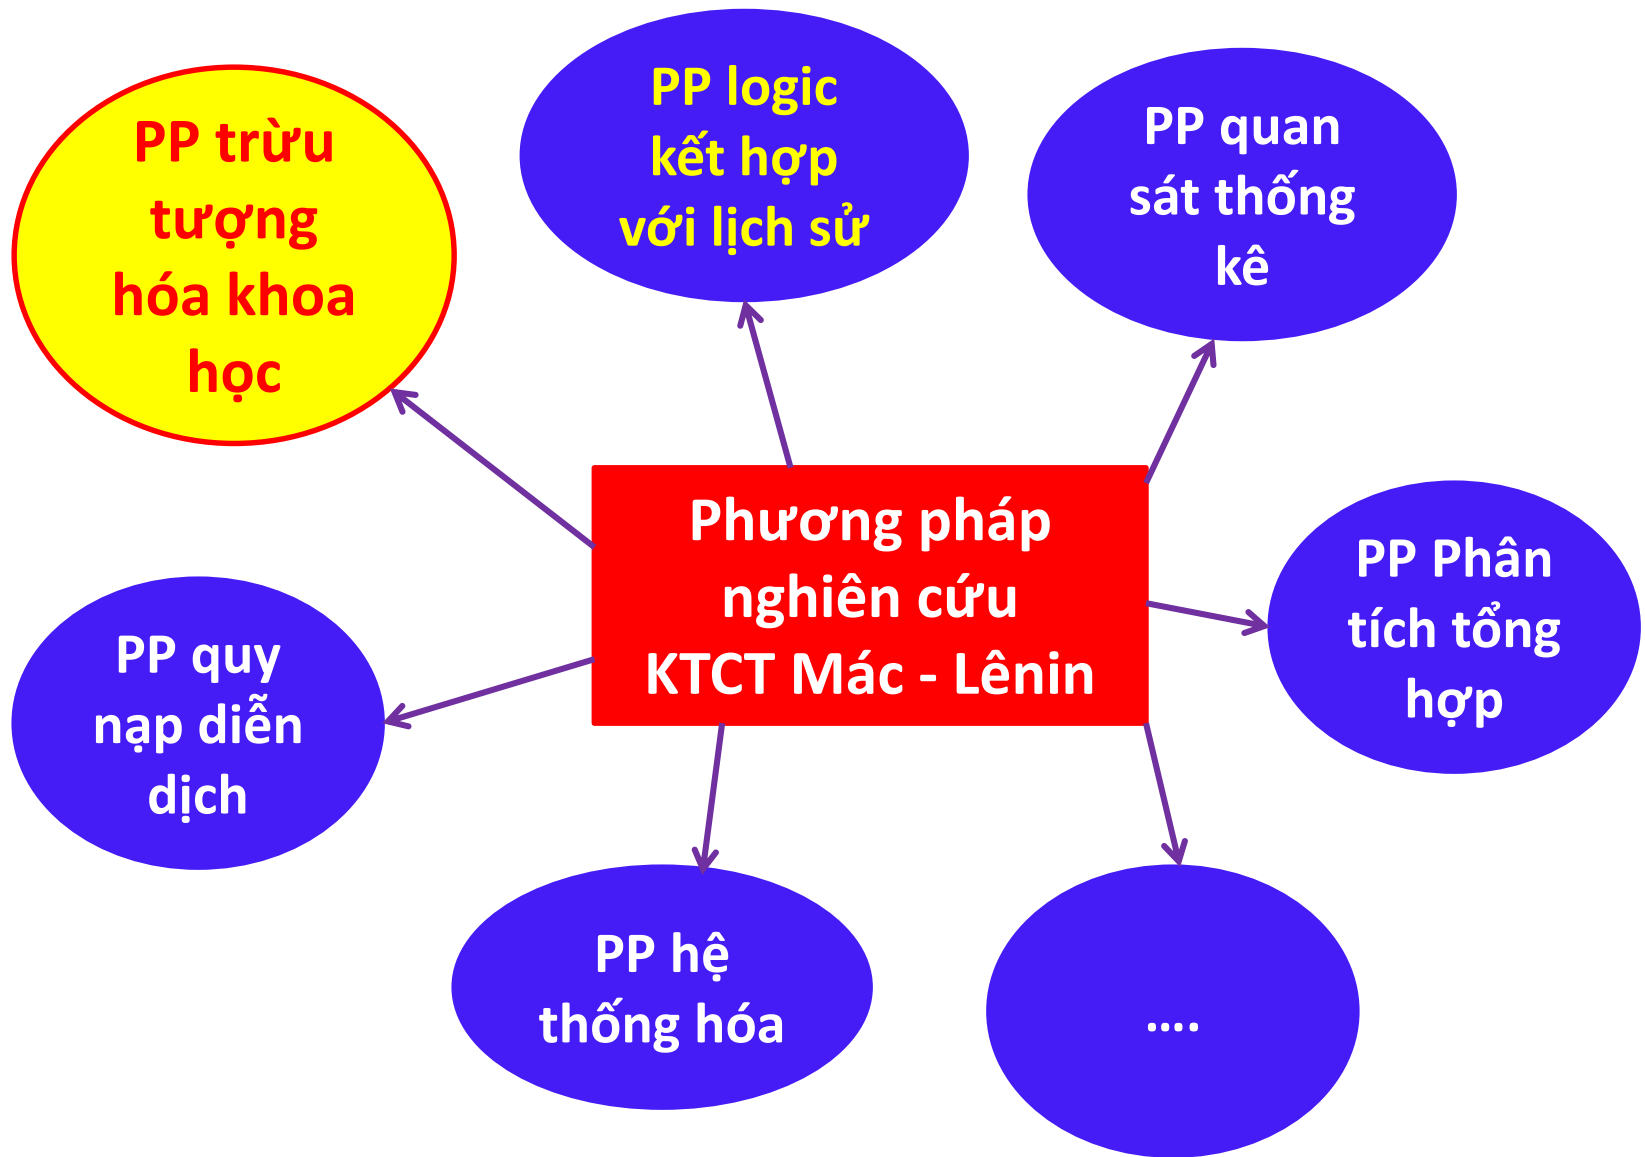 PP trừu
tượng
hóa khoa
học
PP logic
kết hợp
với lịch sử
PP quan
sát thống
kê
Phương pháp
nghiên cứu
KTCT Mác - Lênin
PP Phân
tích tổng
hợp
PP quy
nạp diễn
dịch
PP hệ
thống hóa
....